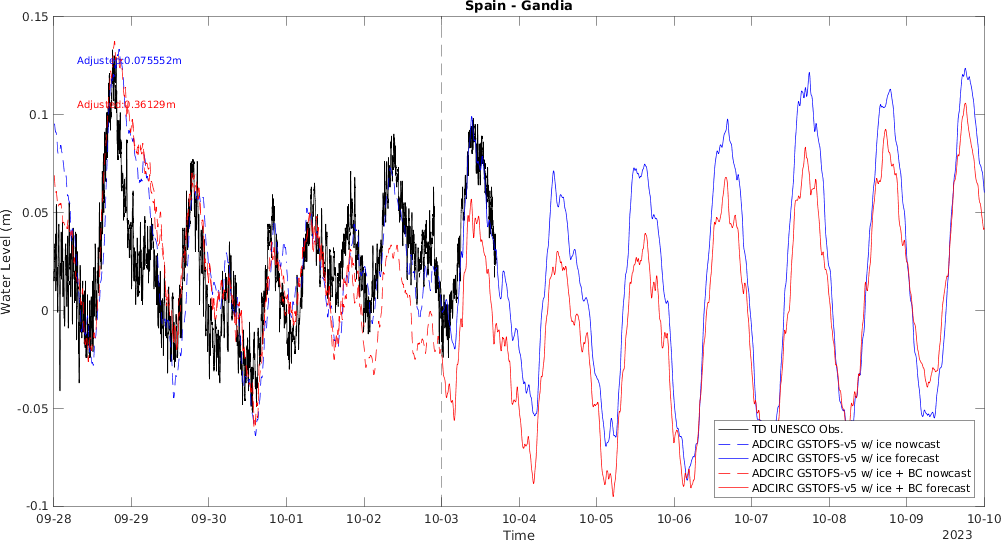 Spain - Gandia
Water Level (m)
0.15
0.1
0.05
0
-0.05
-0.1
Adjusted:0.075552m
Adjusted:0.36129m
TD UNESCO Obs.
ADCIRC GSTOFS-v5 w/ ice nowcast
ADCIRC GSTOFS-v5 w/ ice forecast
ADCIRC GSTOFS-v5 w/ ice + BC nowcast
ADCIRC GSTOFS-v5 w/ ice + BC forecast
09-28 09-29 09-30 10-01 10-02 10-03 10-04 10-05 10-06 10-07 10-08 10-09 10-10
Time
2023